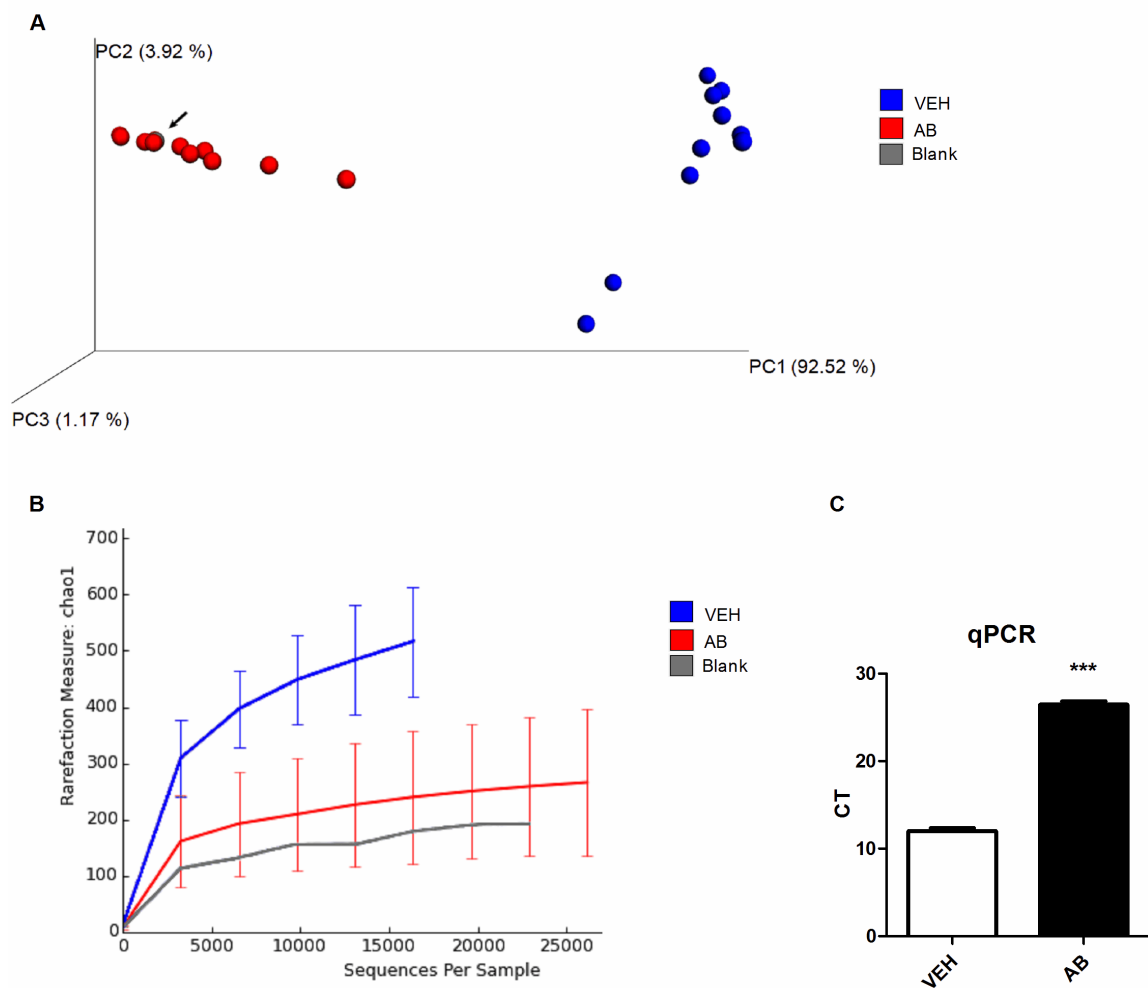 A
PC2 (3.92 %)
VEH
AB
Blank
PC1 (92.52 %)
PC3 (1.17 %)
B
C
700
600
500
400
300
200
100
0
Rarefaction Measure: chao1
0 5000 10000 15000 20000 25000
Sequences Per Sample
VEH
AB
Blank
qPCR
***
30
20
10
0
CT
VEH
AB